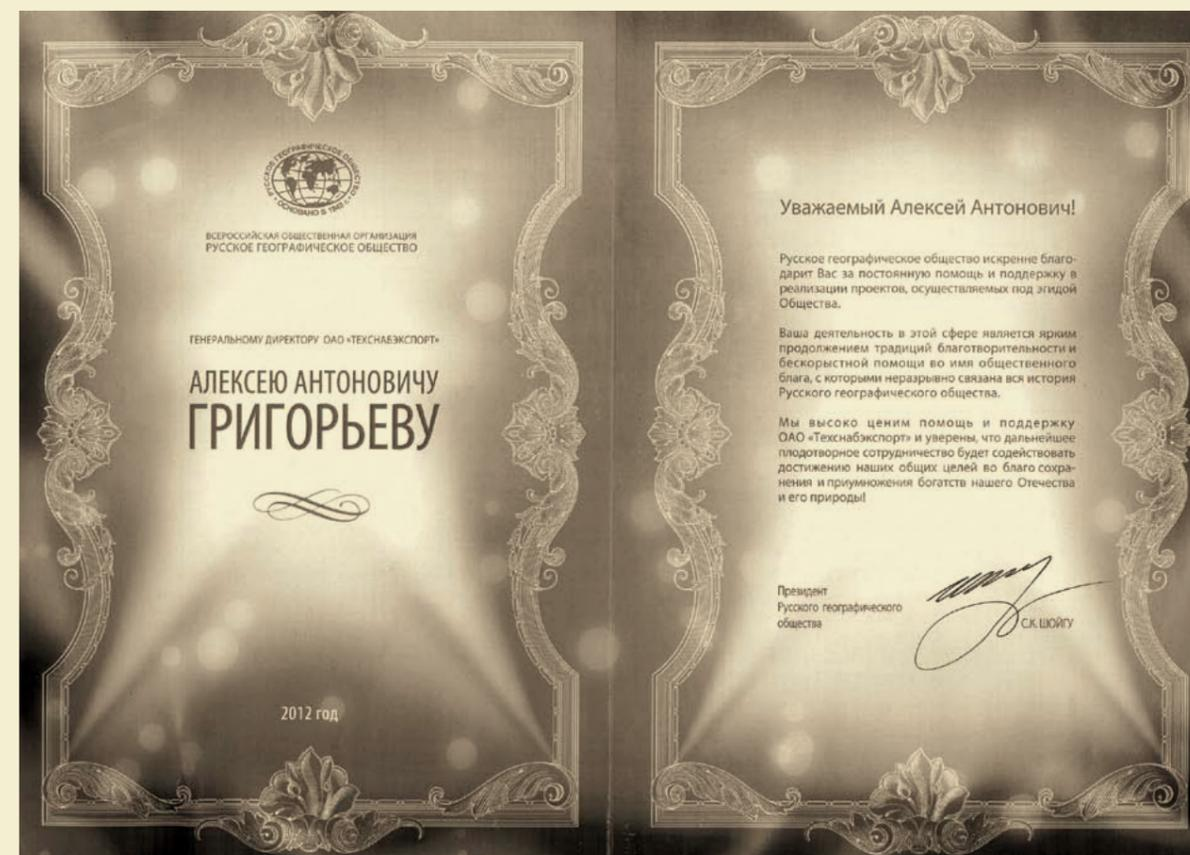 РУССКОЕ ГЕОГРАФИЧЕСКОЕ ОБЩЕСТВО
ОСНОВАНО В
ВСЕРОССИЙСКАЯ ОБЩЕСТВЕННАЯ ОРГАНИЗАЦИЯ
РУССКОЕ ГЕОГРАФИЧЕСКОЕ ОБЩЕСТВО
ГЕНЕРАЛЬНОМУ ДИРЕКТОРУ ОАО «ТЕХСНАБЭКСПОРТ»
АЛЕКСЕЮ АНТОНОВИЧУ
ГРИГОРЬЕВУ
2012 год
Уважаемый Алексей Антонович!
Русское географическое общество искренне благо-
дарит Вас за постоянную помощь и поддержку в
реализации проектов, осуществляемых под эгидой
Общества.
Ваша деятельность в этой сфере является ярким
продолжением традиций благотворительности и
бескорыстной помощи во имя общественного
блага, с которыми неразрывно связана вся история
Русского географического общества.
Мы высоко ценим помощь и поддержку
ОАО «Техснабэкспорт» и уверены, что дальнейшее
плодотворное сотрудничество будет содействовать
достижению наших общих целей во благо сохра-
нения и приумножения богатств нашего Отечества
и его природы!
Президент
Русского географического
общества
С.К. ШОЙГУ